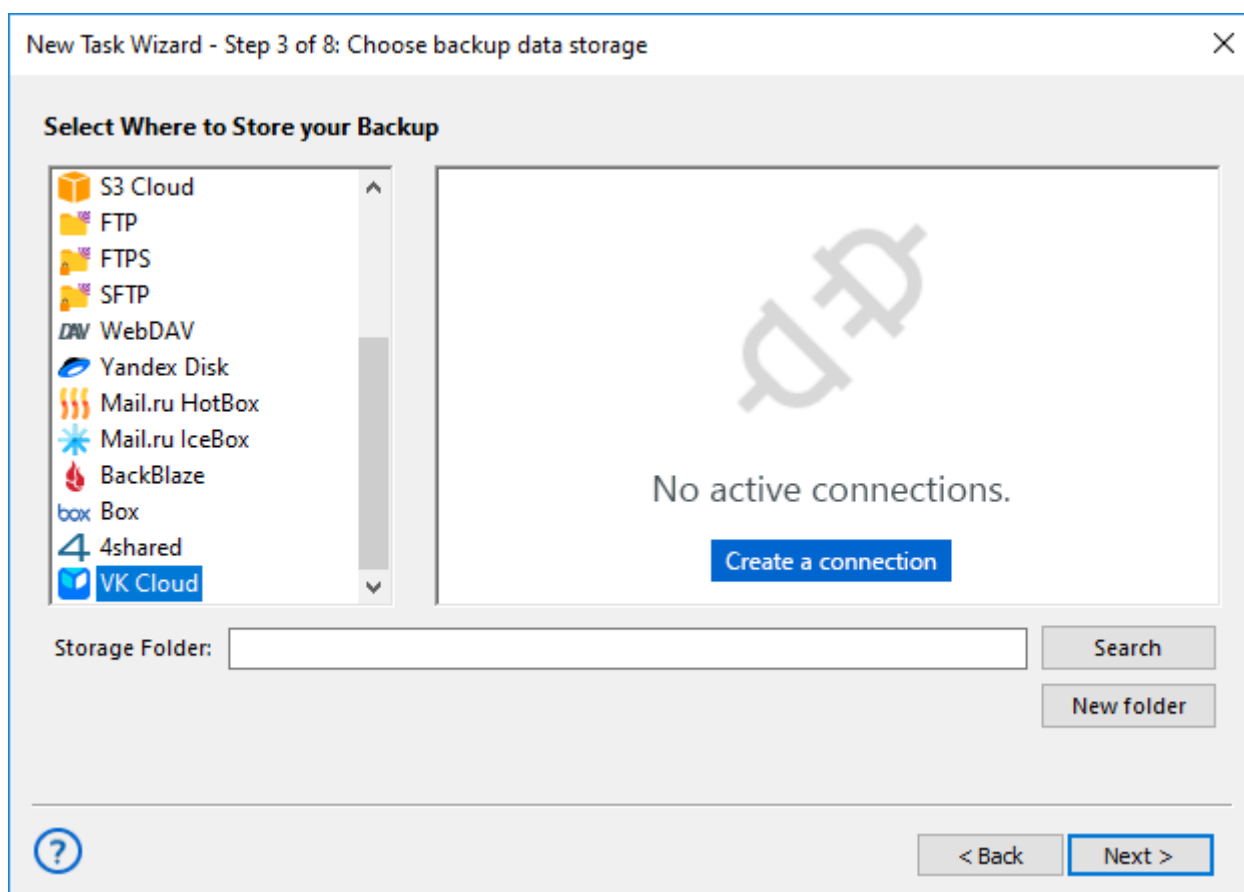 New Task Wizard - Step 3 of 8: Choose backup data storage
Select Where to Store your Backup
S3 Cloud
FTP
FTPS
SFTP
DAV WebDAV
Yandex Disk
Mail.ru HotBox
Mail.ru IceBox
BackBlaze
box Box
4shared
VK Cloud
No active connections.
Create a connection
Storage Folder:
Search
New folder
?
< Back
Next >